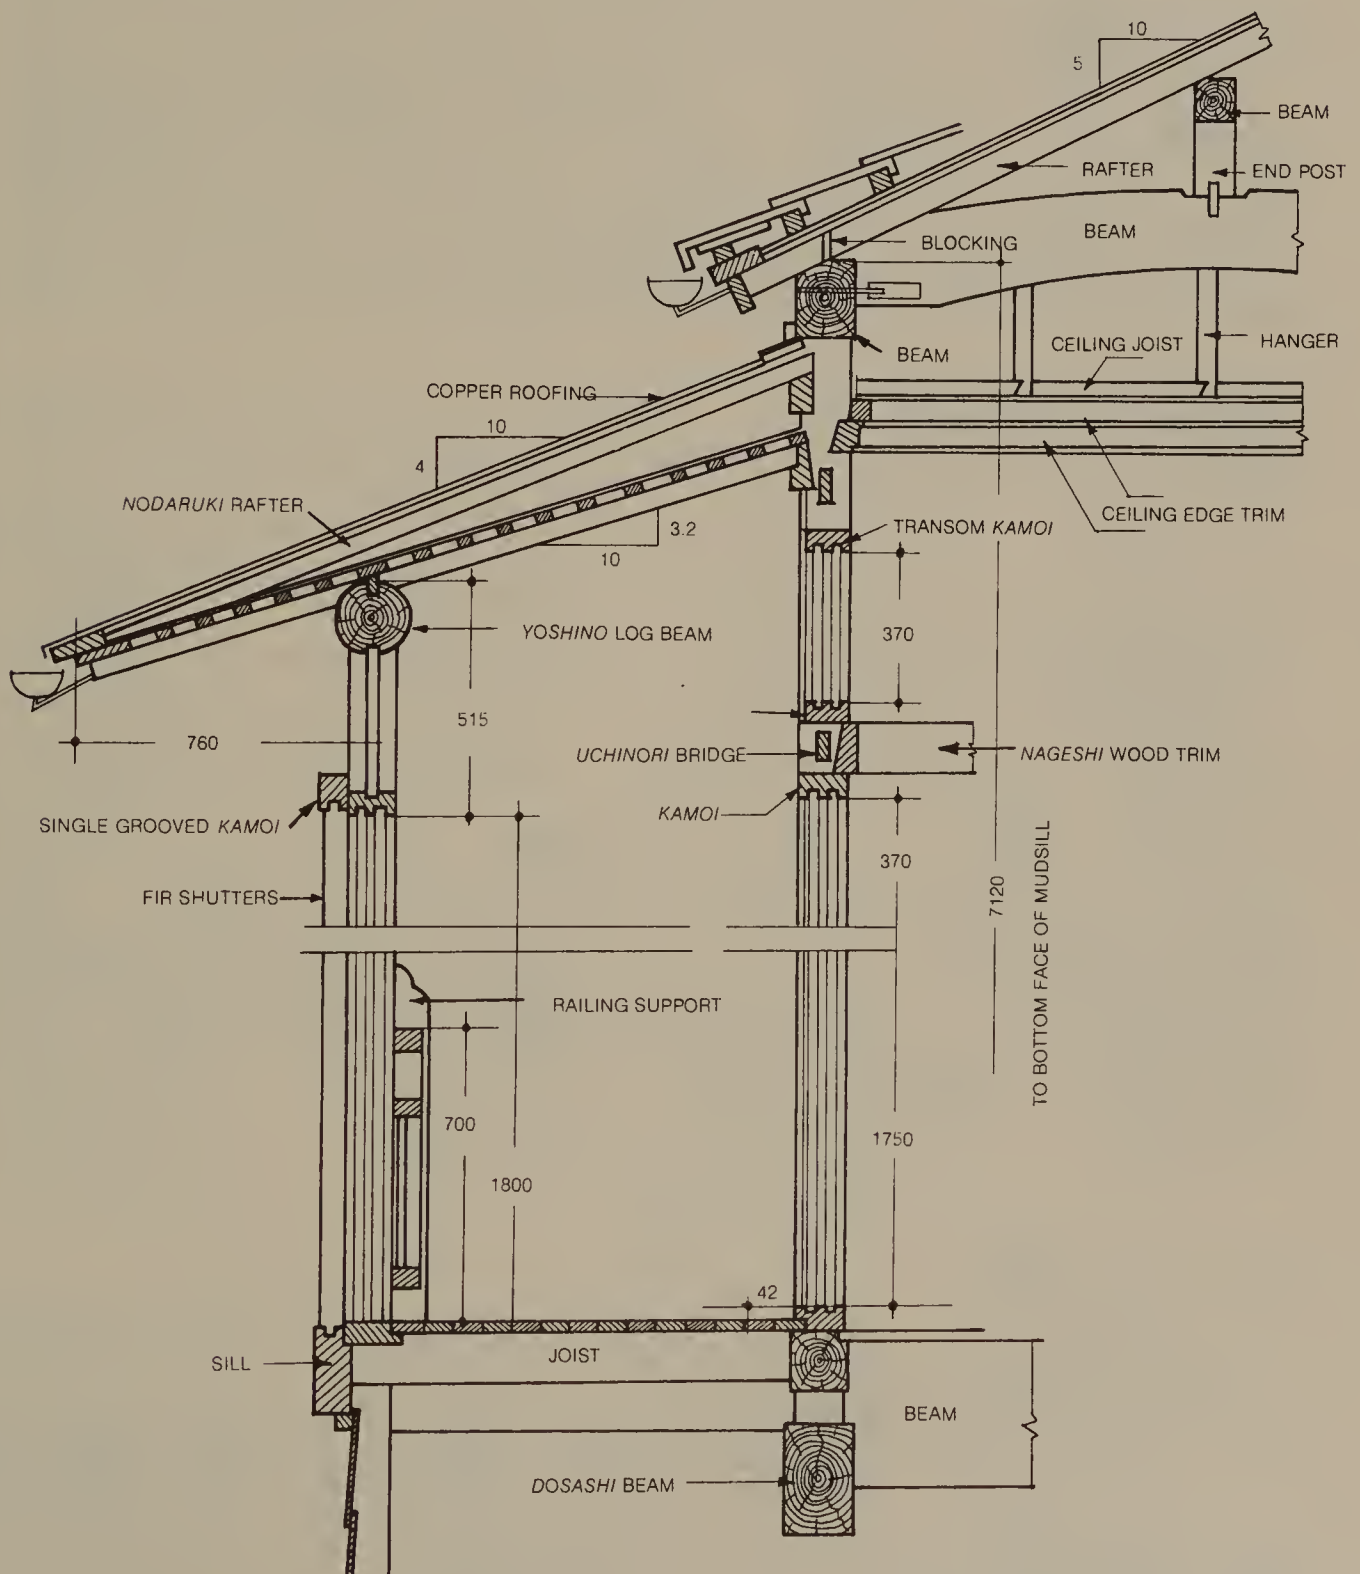 10
5
BEAM
RAFTER
END POST
BEAM
BLOCKING
HANGER
CEILING JOIST
BEAM
COPPER ROOFING
10
4
NODARUKI RAFTER
CEILING EDGE TRIM
TRANSOM KAMOI
3.2
10
370
YOSHINO LOG BEAM
515
760
UCHINORI BRIDGE
NAGESHI WOOD TRIM
KAMOI
SINGLE GROOVED KAMOI
370
FIR SHUTTERS
7120
TO BOTTOM FACE OF MUDSILL
RAILING SUPPORT
700
1750
1800
42
JOIST
SILL
BEAM
DOSASHI BEAM